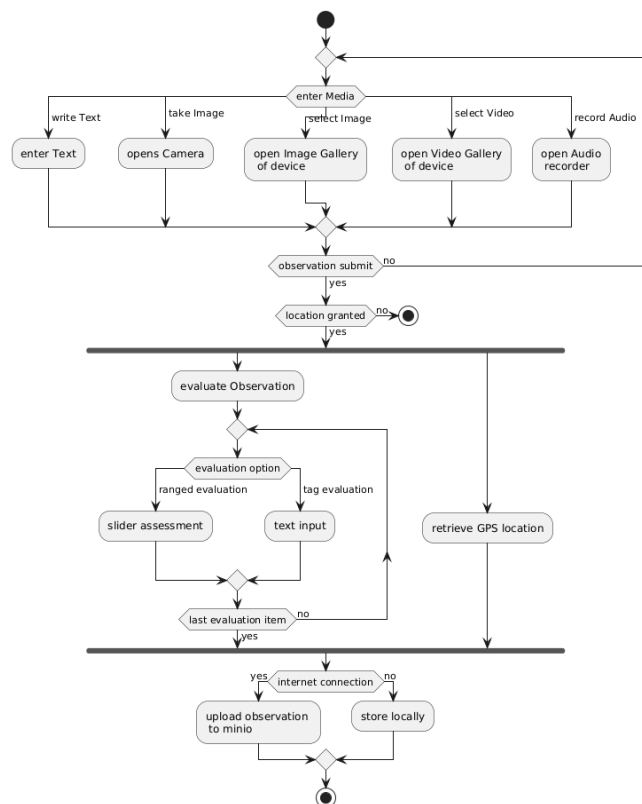 enter Media
write Text
take Image
select Image
select Video
record Audio
enter Text
opens Camera
open Image Gallery
of device
open Video Gallery
of device
open Audio
recorder
observation submit
no
yes
location granted
no
yes
evaluate Observation
evaluation option
ranged evaluation
tag evaluation
slider assessment
text input
retrieve GPS location
last evaluation item
no
yes
internet connection
yes
no
upload observation
to minio
store locally